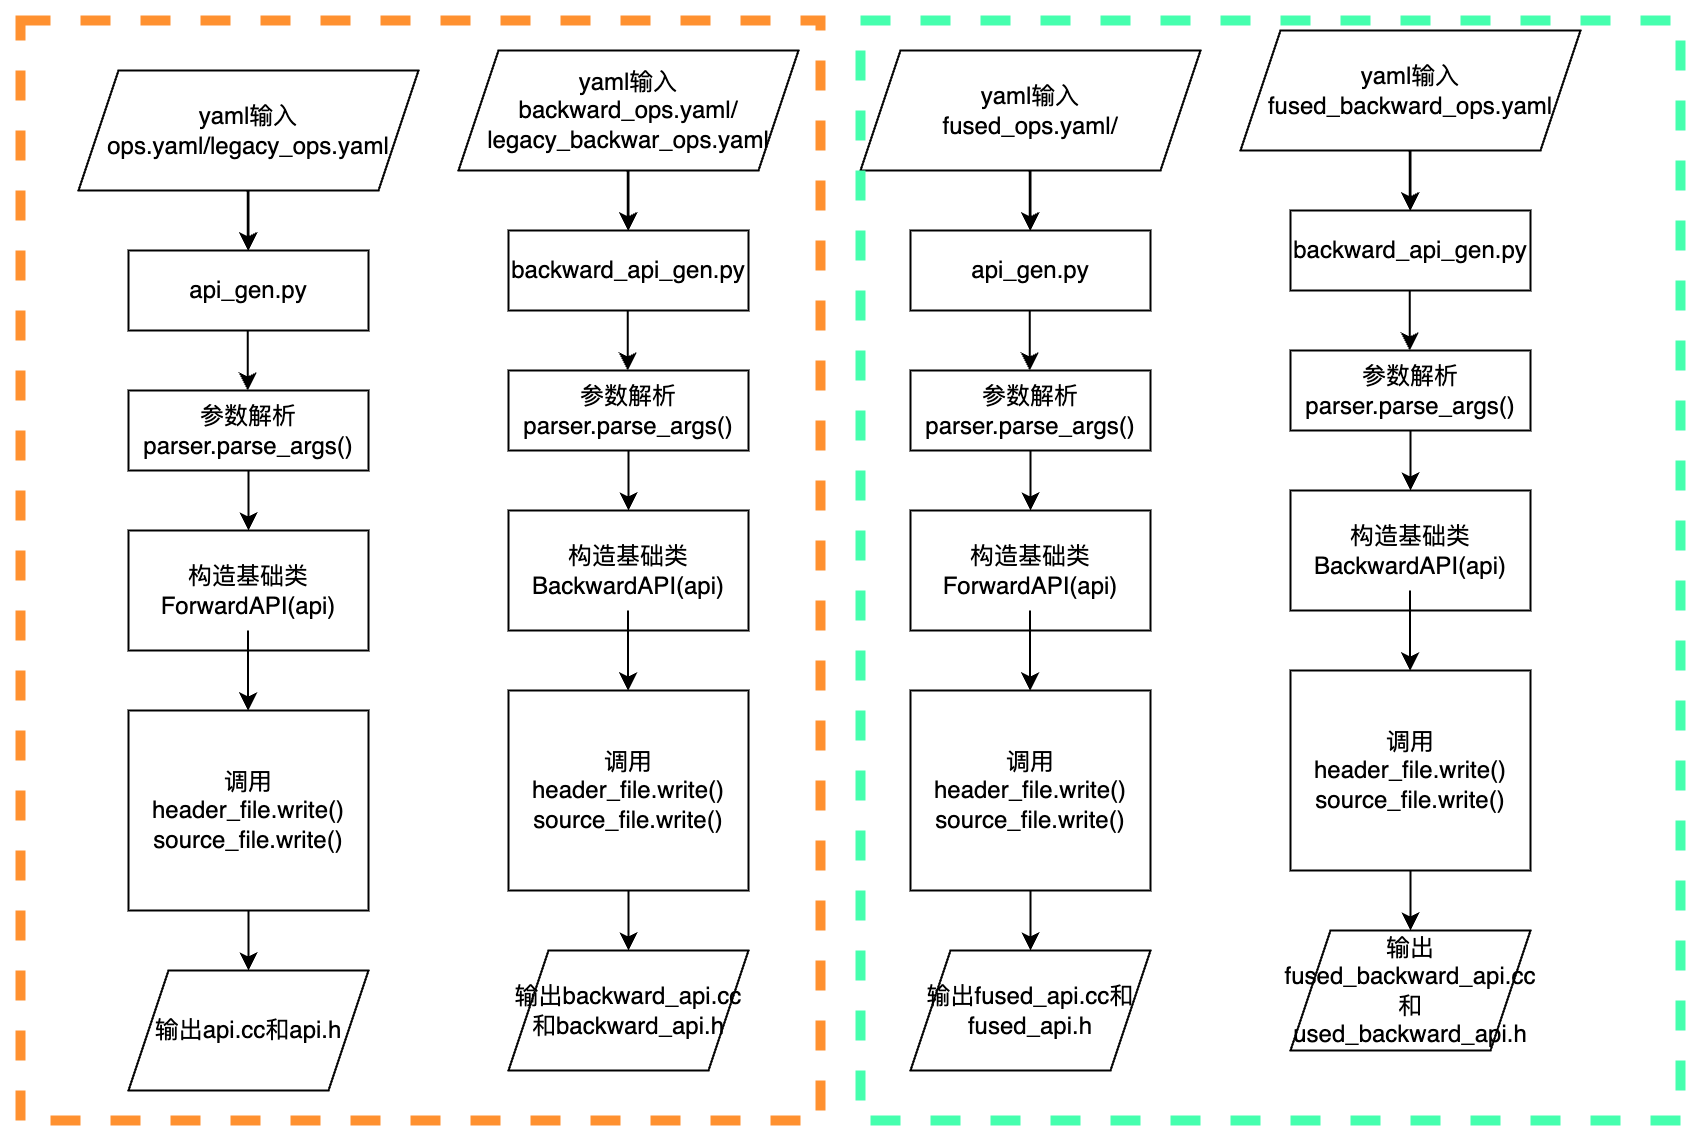 yaml输入
ops.yaml/legacy_ops.yaml
api_gen.py
参数解析
parser.parse_args()
构造基础类
ForwardAPI(api)
调用
header_file.write()
source_file.write()
输出api.cc和api.h
yaml输入
backward_ops.yaml/
legacy_backwar_ops.yaml
backward_api_gen.py
参数解析
parser.parse_args()
构造基础类
BackwardAPI(api)
调用
header_file.write()
source_file.write()
输出backward_api.cc
和backward_api.h
yaml输入
fused_ops.yaml/
api_gen.py
参数解析
parser.parse_args()
构造基础类
ForwardAPI(api)
调用
header_file.write()
source_file.write()
输出fused_api.cc和
fused_api.h
yaml输入
fused_backward_ops.yaml
backward_api_gen.py
参数解析
parser.parse_args()
构造基础类
BackwardAPI(api)
调用
header_file.write()
source_file.write()
输出
fused_backward_api.cc
和
used_backward_api.h